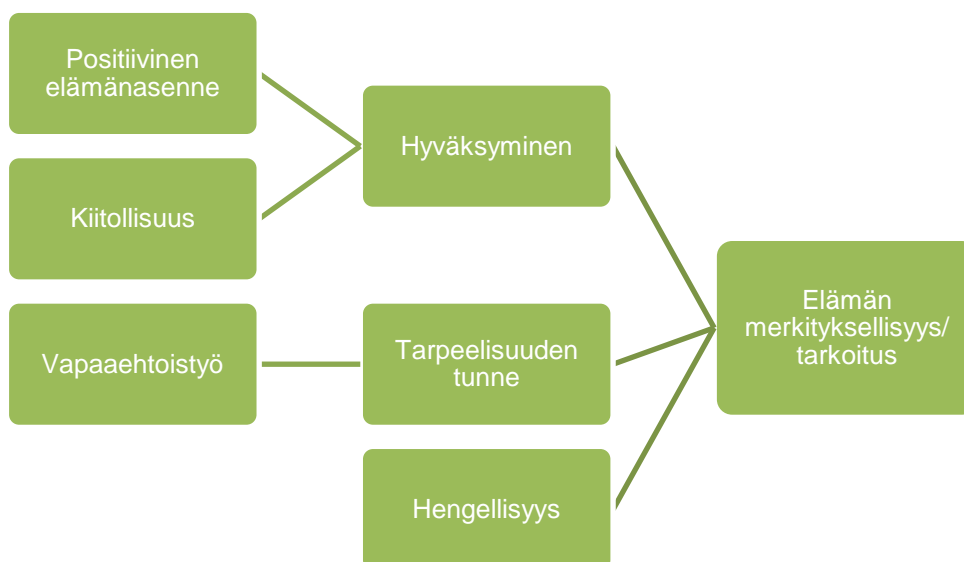 Positiivinen
elämänasenne
Kiitollisuus
Vapaaehtoistyö
Hyväksyminen
Tarpeelisuuden
tunne
Hengellisyys
Elämän
merkityksellisyys/
tarkoitus